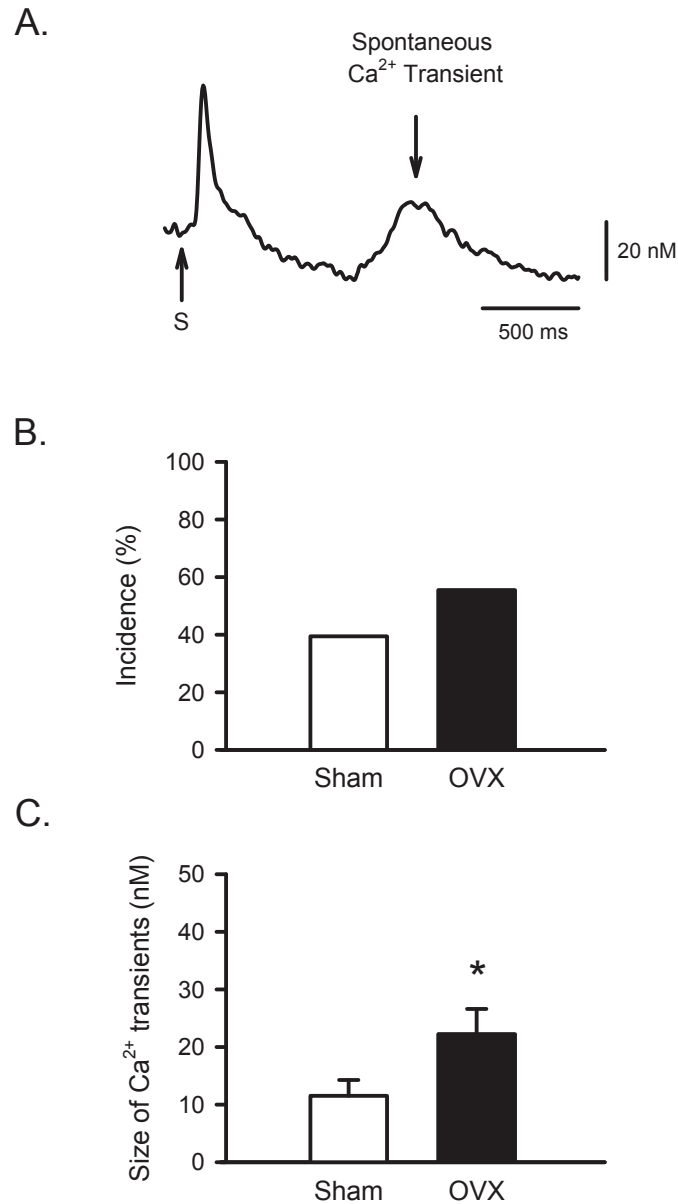 A.
Spontaneous
Ca²⁺ Transient
20 nM
S
500 ms
B.
Incidence (%)
100
80
60
40
20
0
Sham OVX
C.
Size of Ca²⁺ transients (nM)
50
40
30
*
20
10
0
Sham OVX